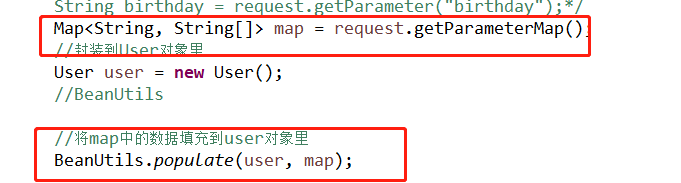 String birthday = request.getParameter("birthday");*/
Map<String, String[]> map = request.getParameterMap();
//封装到User对象里
User user = new User();
//BeanUtils
//将map中的数据填充到user对象里
BeanUtils.populate(user, map);